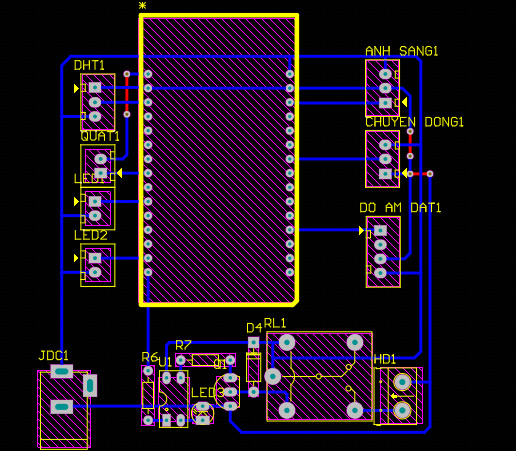 *
ANH SANG1
DHT1
CHUYEN DONG1
QUAT1
LED1
DO AM DAT1
LED2
D4
RL1
R7
JDC1
R6
U1
Q1
HD1
LED3